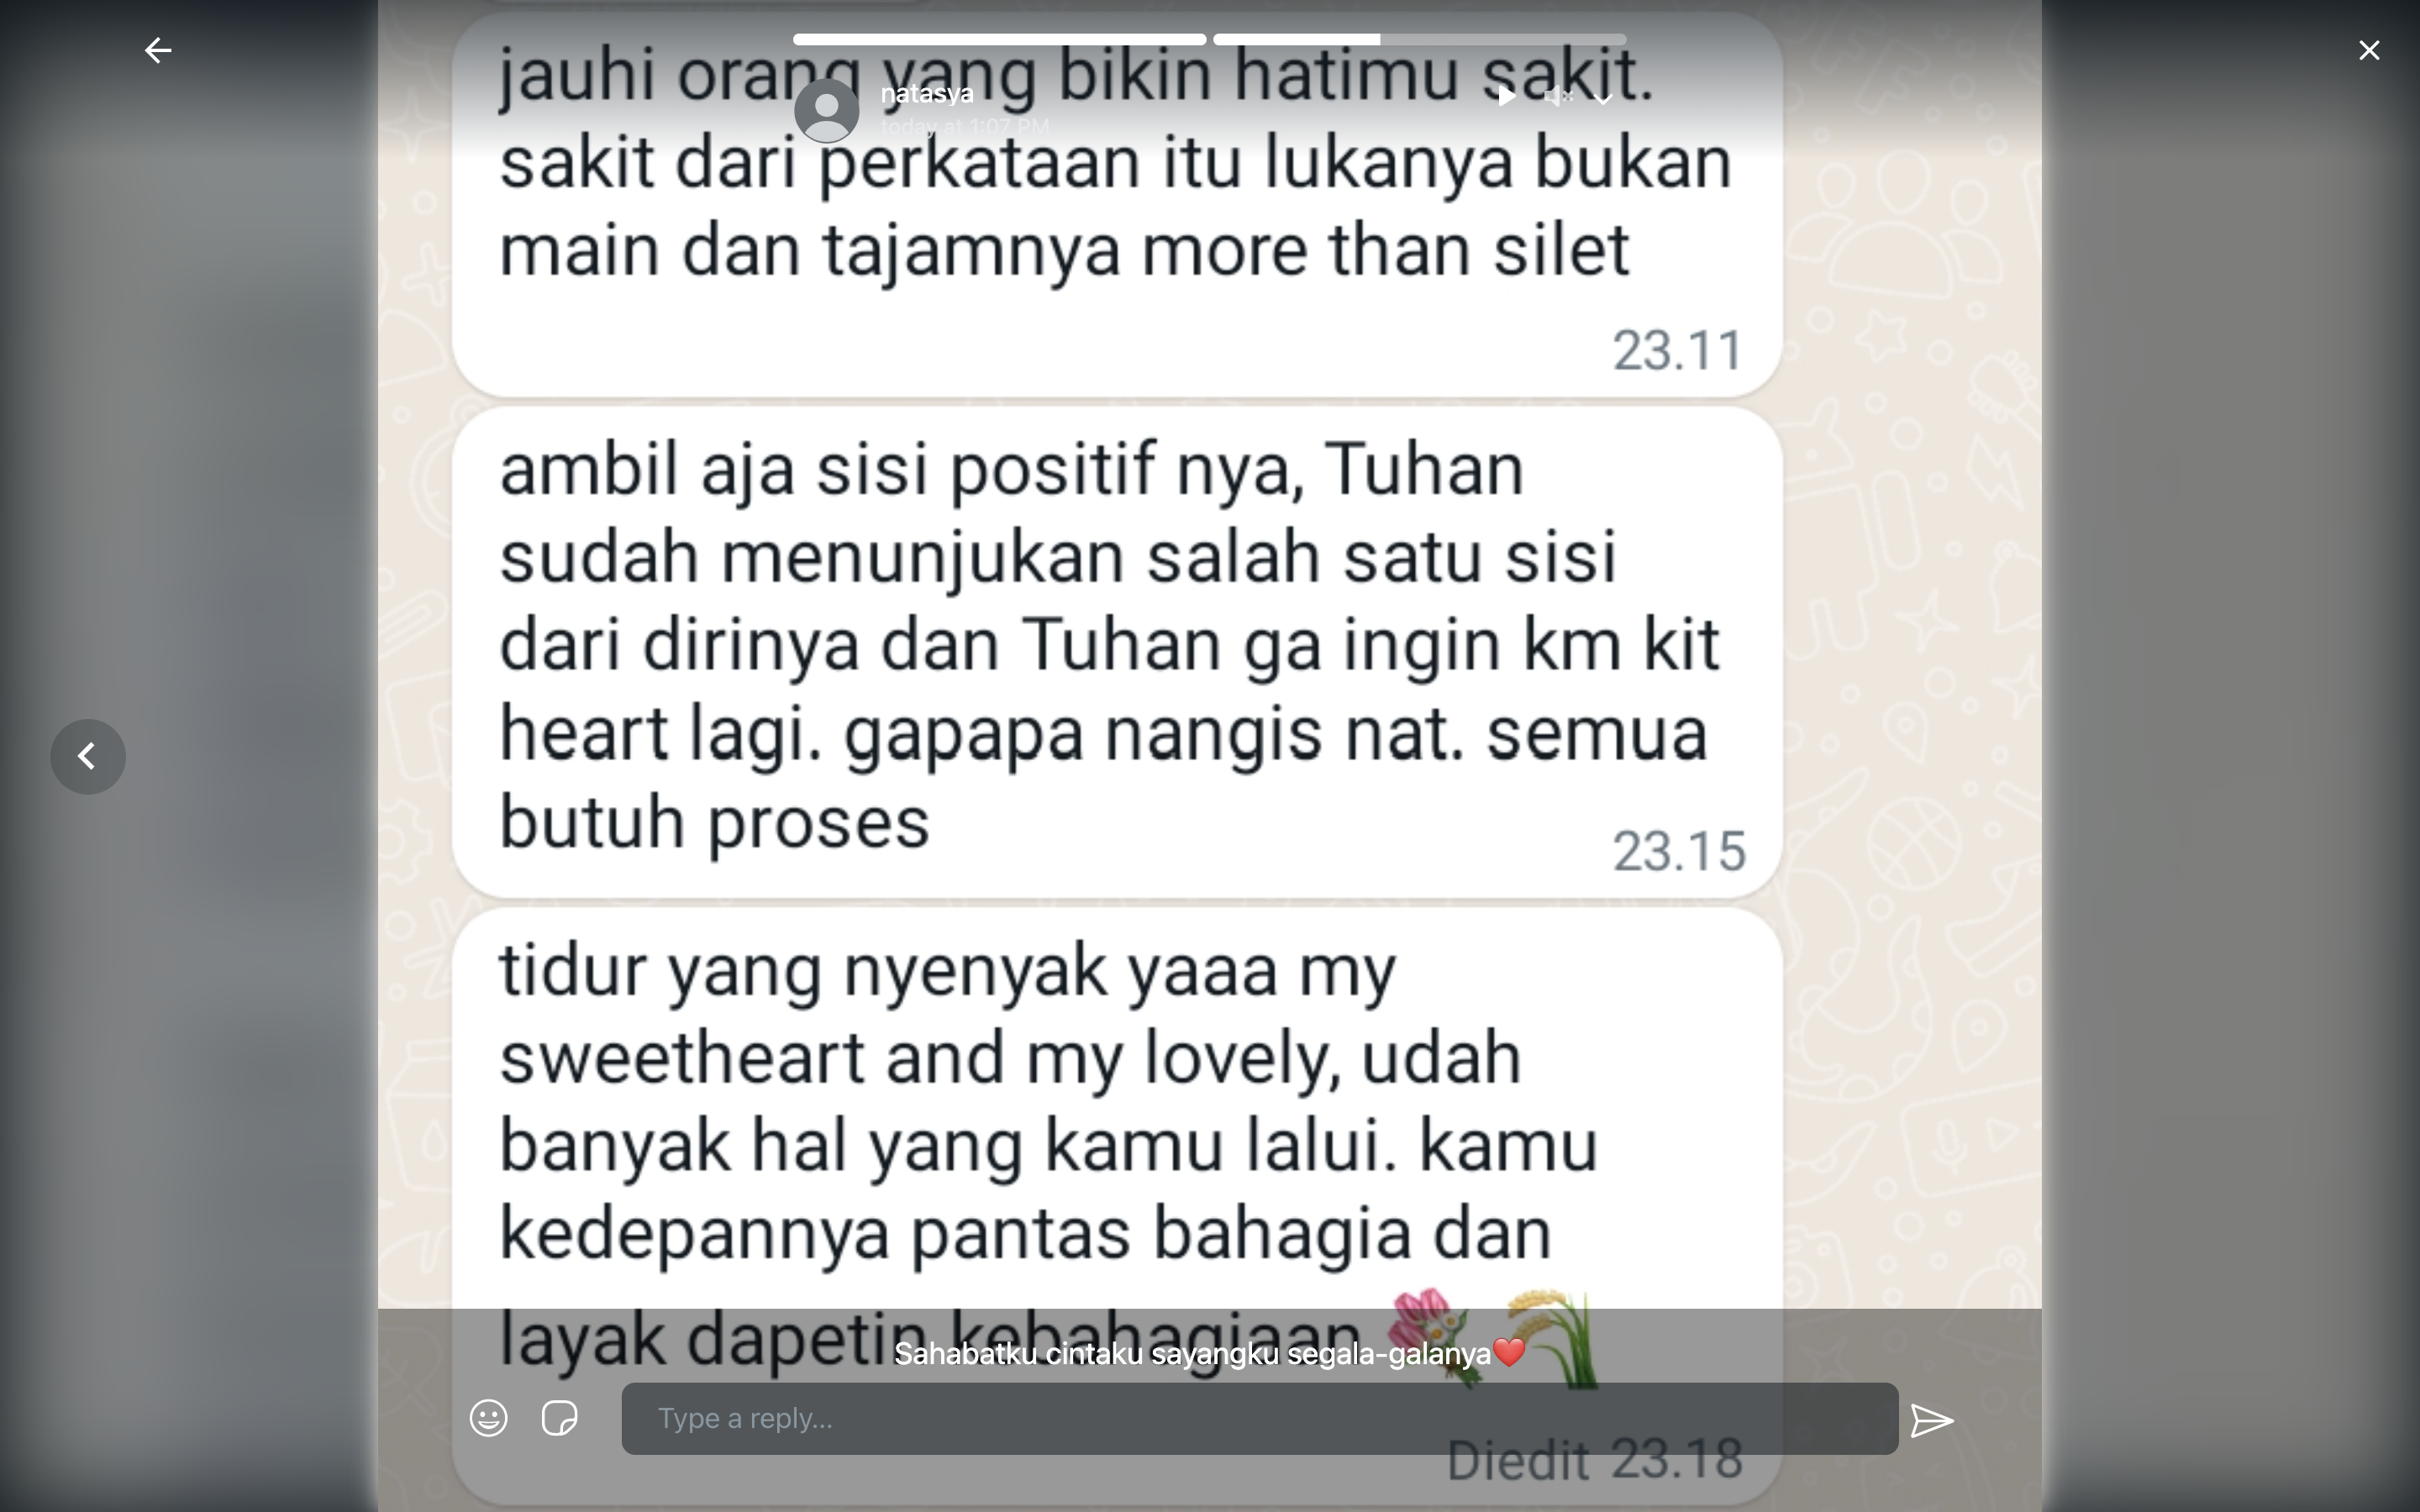 jauhi orang yang bikin hatimu sakit.
natasya
today at 1:07 PM
sakit dari perkataan itu lukanya bukan
main dan tajamnya more than silet
23.11
ambil aja sisi positif nya, Tuhan
sudah menunjukan salah satu sisi
dari dirinya dan Tuhan ga ingin km kit
heart lagi. gapapa nangis nat. semua
butuh proses
23.15
tidur yang nyenyak yaaa my
sweetheart and my lovely, udah
banyak hal yang kamu lalui. kamu
kedepannya pantas bahagia dan
layak dapetin kebahagiaan 💐🌾
Sahabatku cintaku sayangku segala-galanya❤️
Type a reply...
Diedit 23.18